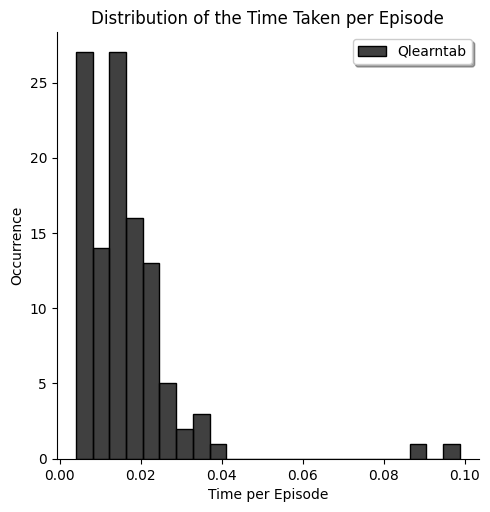 Distribution of the Time Taken per Episode
Qlearntab
25
20
15
10
5
0
Occurrence
0.00 0.02 0.04 0.06 0.08 0.10
Time per Episode